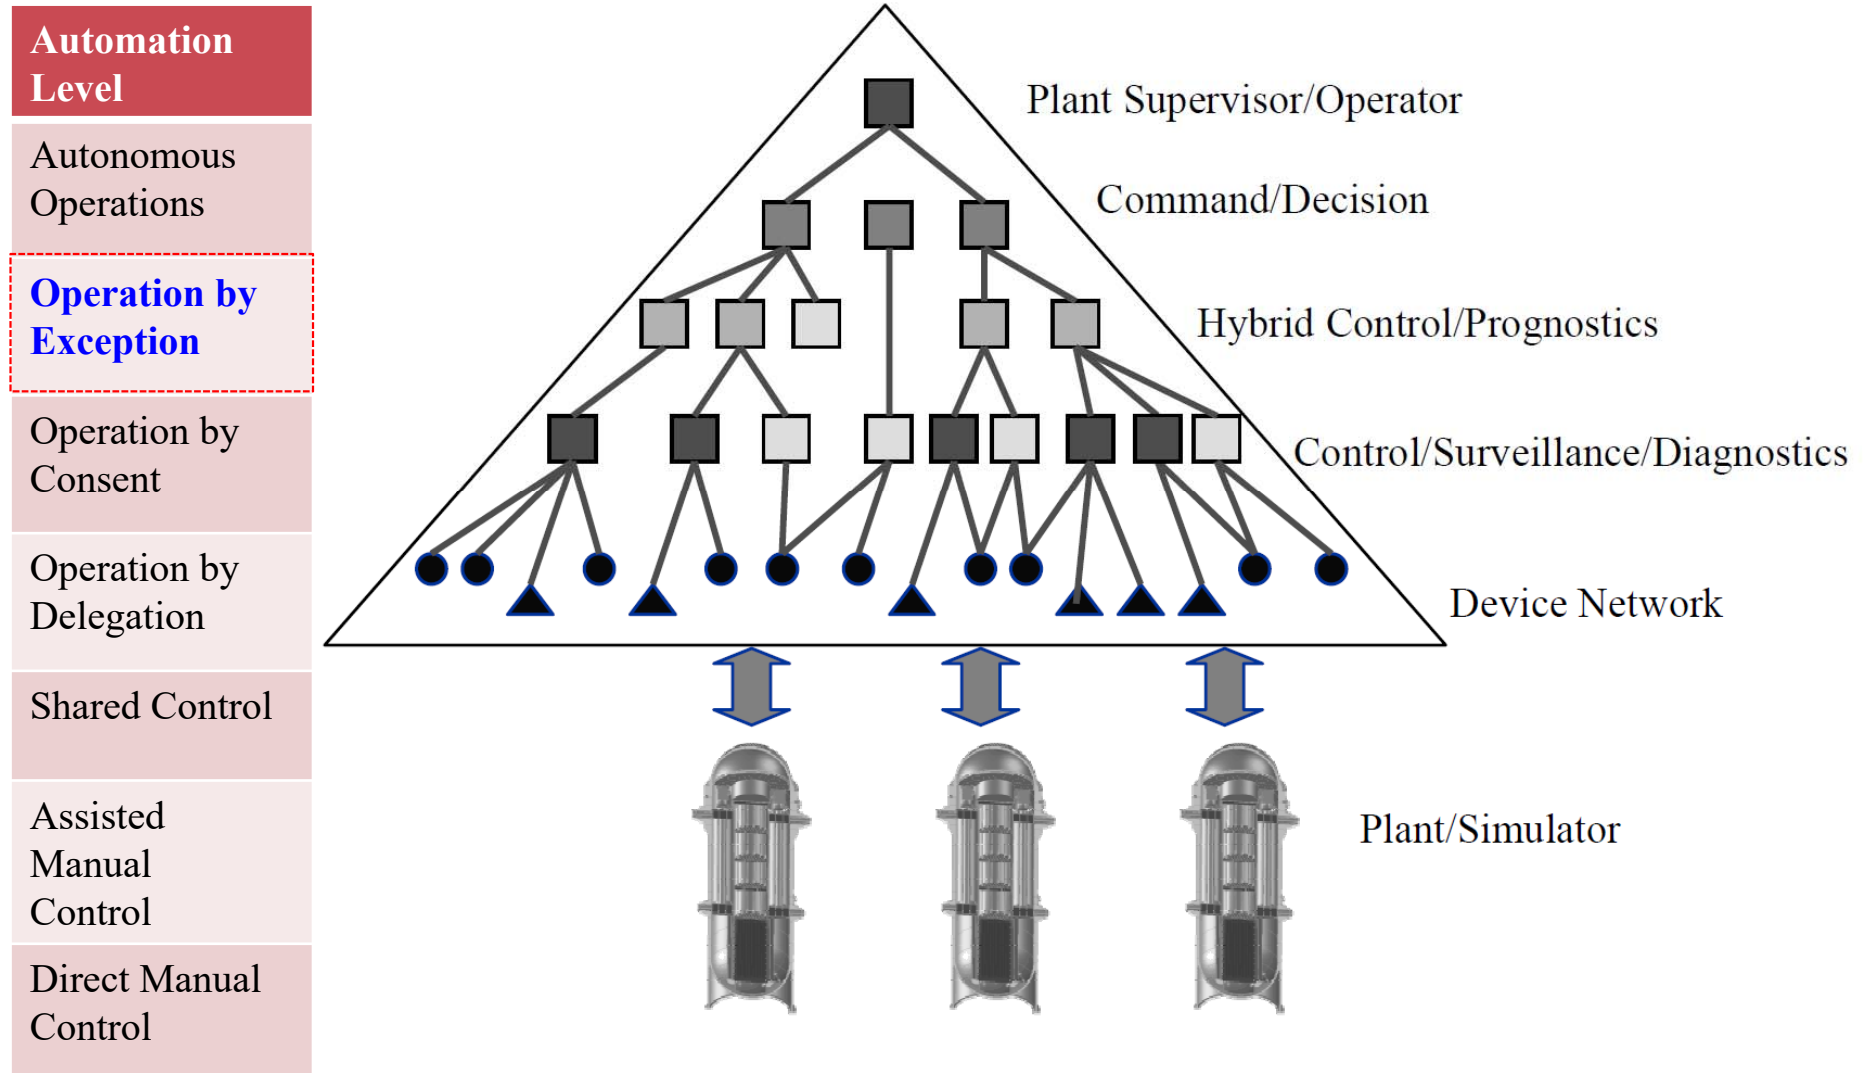 Automation
Level
Autonomous
Operations
Operation by
Exception
Operation by
Consent
Operation by
Delegation
Shared Control
Assisted
Manual
Control
Direct Manual
Control
Plant Supervisor/Operator
Command/Decision
Hybrid Control/Prognostics
Control/Surveillance/Diagnostics
Device Network
Plant/Simulator